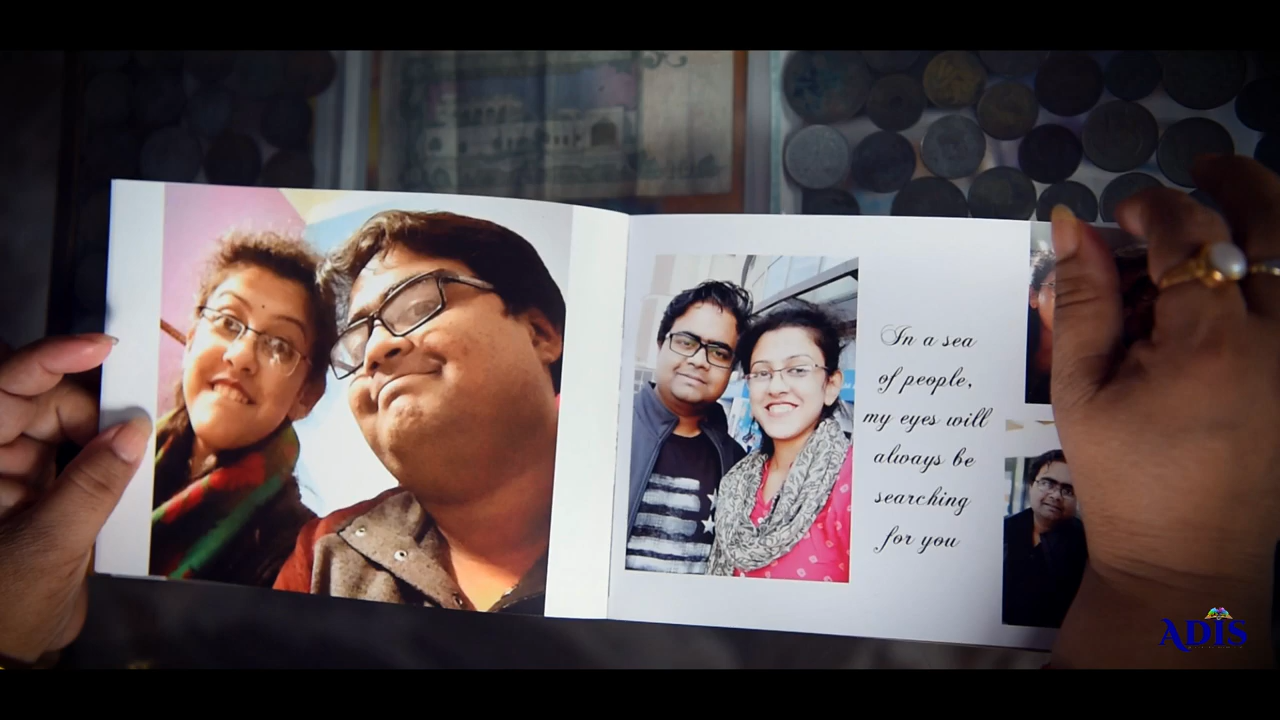 In a sea
of people,
my eyes will
always be
searching
for you
ADIS